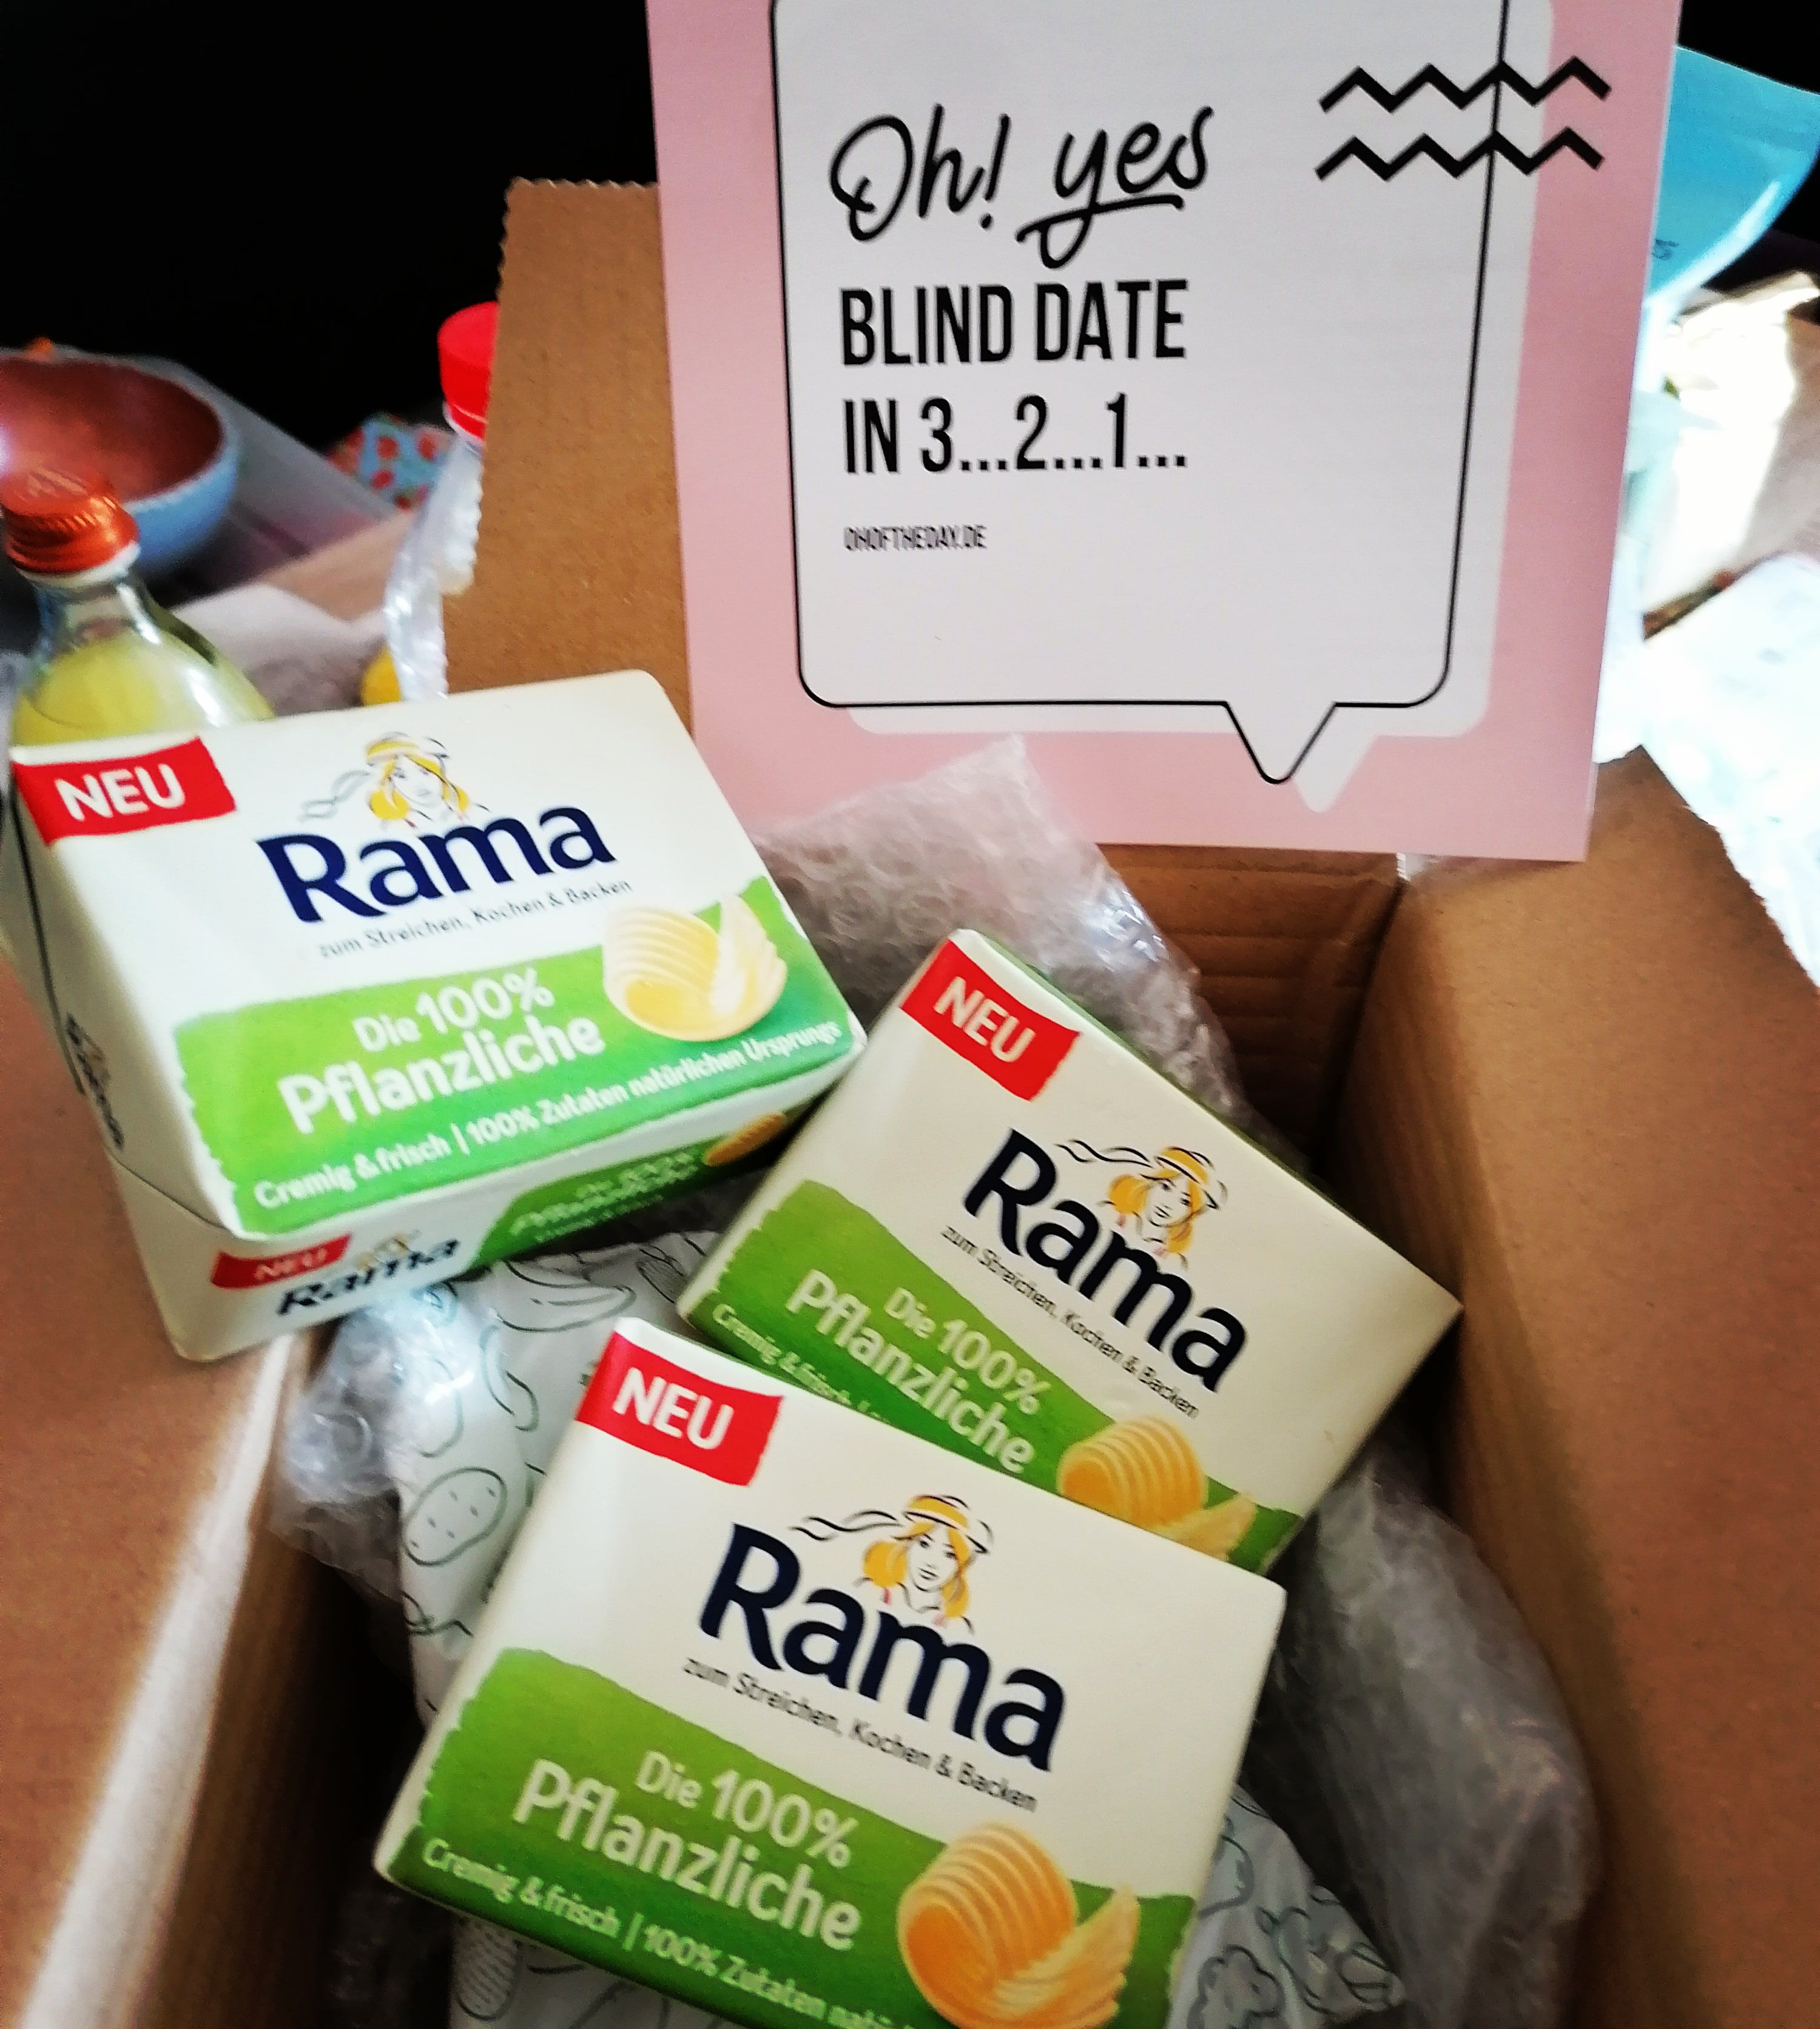 Oh! yes
BLIND DATE
IN 3...2...1...
OHOFTHEDAY.DE
NEU
Rama
zum Streichen, Kochen & Backen
Die 100%
Pflanzliche
Cremig & frisch | 100% Zutaten natürlichen Ursprungs
NEU
Rama
NEU
Rama
zum Streichen, Kochen & Backen
Die 100%
Pflanzliche
Cremig & frisch |
NEU
Rama
zum Streichen, Kochen & Backen
Die 100%
Pflanzliche
Cremig & frisch | 100% Zutaten